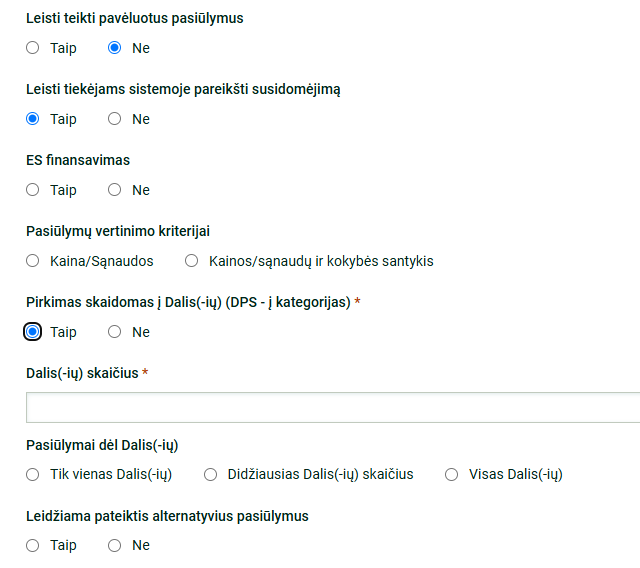 Leisti teikti pavėluotus pasiūlymus
Taip Ne
Leisti tiekėjams sistemoje pareikšti susidomėjimą
Taip Ne
ES finansavimas
Taip Ne
Pasiūlymų vertinimo kriterijai
Kaina/Sąnaudos Kainos/sąnaudų ir kokybės santykis
Pirkimas skaidomas į Dalis(-ių) (DPS - į kategorijas) *
Taip Ne
Dalis(-ių) skaičius *
Pasiūlymai dėl Dalis(-ių)
Tik vienas Dalis(-ių) Didžiausias Dalis(-ių) skaičius Visas Dalis(-ių)
Leidžiama pateiktis alternatyvius pasiūlymus
Taip Ne